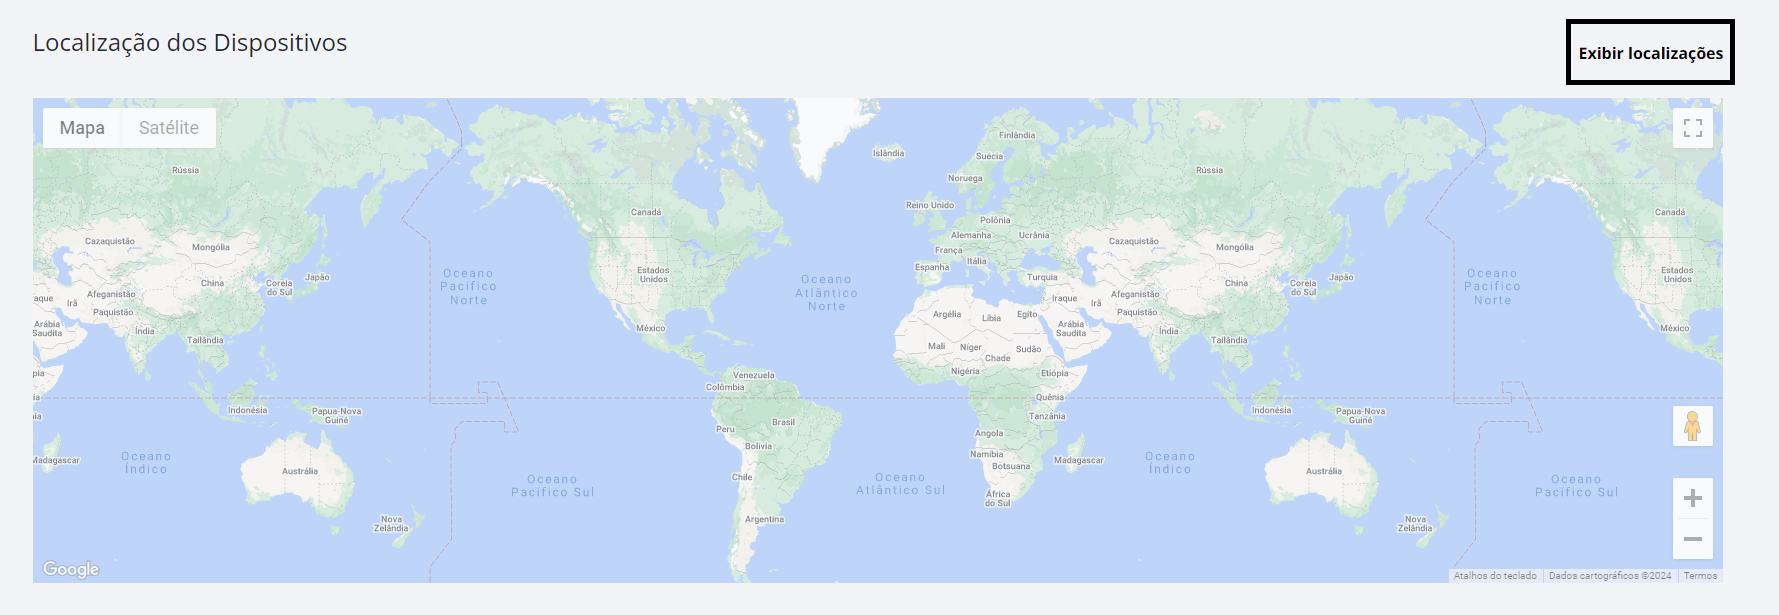 Localização dos Dispositivos
Exibir localizações
Mapa
Satélite
Rússia
Islândia
Finlândia
Suécia
Noruega
Rússia
Canadá
Reino Unido
Polônia
Alemanha
Ucrânia
França
Itália
Espanha
Turquia
Canadá
Cazaquistão
Mongólia
Cazaquistão
Mongólia
Oceano
Pacífico
Norte
Estados
Unidos
Oceano
Atlântico
Norte
Oceano
Pacífico
Norte
Estados
Unidos
China
Coreia
do Sul
Japão
China
Coreia
do Sul
Japão
aque
Irã
Afeganistão
Paquistão
Iraque
Irã
Afeganistão
Paquistão
Arábia
Saudita
Índia
Tailândia
México
Argélia
Líbia
Egito
Arábia
Saudita
Índia
Tailândia
México
Mali
Níger
Chade
Sudão
Nigéria
Etiópia
pia
Venezuela
Colômbia
Quênia
ia
Tanzânia
ia
Indonésia
Papua-Nova
Guiné
Peru
Brasil
Bolívia
Angola
Indonésia
Papua-Nova
Guiné
Madagascar
Oceano
Índico
Austrália
Oceano
Pacífico Sul
Chile
Argentina
Oceano
Atlântico Sul
Namíbia
Botsuana
África
do Sul
Madagascar
Oceano
Índico
Austrália
Oceano
Pacífico Sul
Nova
Zelândia
Nova
Zelândia
Google
Atalhos do teclado
Dados cartográficos ©2024
Termos